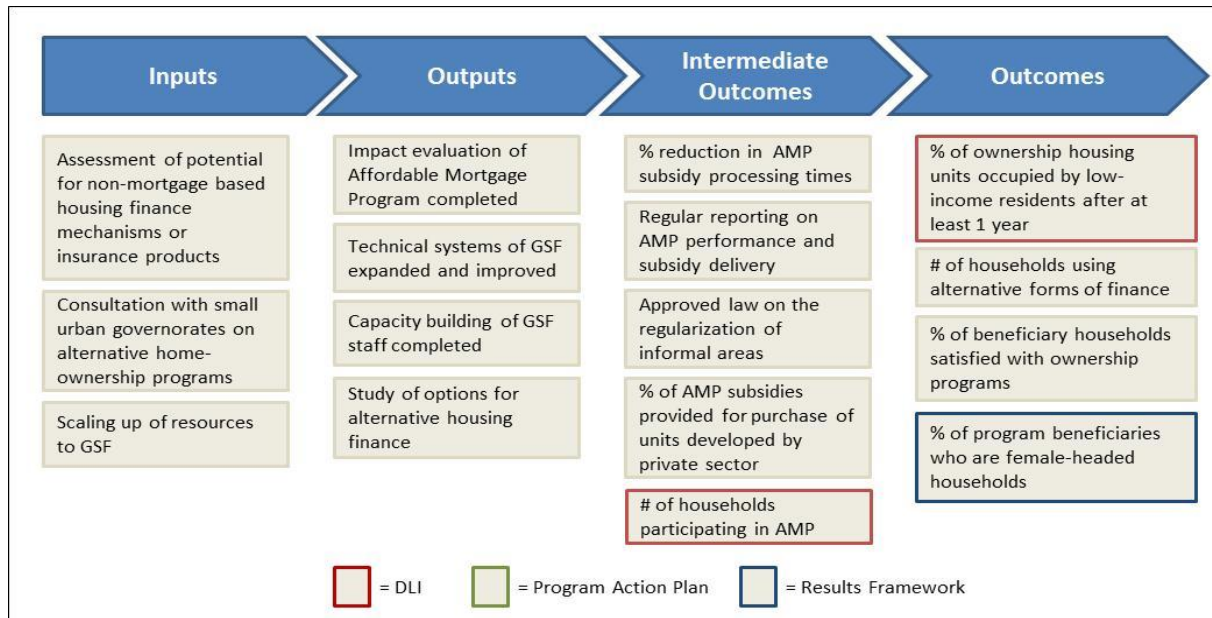 Inputs
Outputs
Intermediate
Outcomes
Outcomes
Assessment of potential
for non-mortgage based
housing finance
mechanisms or
insurance products
Consultation with small
urban governorates on
alternative home-
ownership programs
Scaling up of resources
to GSF
Impact evaluation of
Affordable Mortgage
Program completed
Technical systems of GSF
expanded and improved
Capacity building of GSF
staff completed
Study of options for
alternative housing
finance
% reduction in AMP
subsidy processing times
Regular reporting on
AMP performance and
subsidy delivery
Approved law on the
regularization of
informal areas
% of AMP subsidies
provided for purchase of
units developed by
private sector
# of households
participating in AMP
% of ownership housing
units occupied by low-
income residents after at
least 1 year
# of households using
alternative forms of finance
% of beneficiary households
satisfied with ownership
programs
% of program beneficiaries
who are female-headed
households
= DLI
= Program Action Plan
= Results Framework